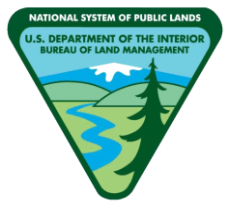 NATIONAL SYSTEM OF PUBLIC LANDS
U.S. DEPARTMENT OF THE INTERIOR
BUREAU OF LAND MANAGEMENT